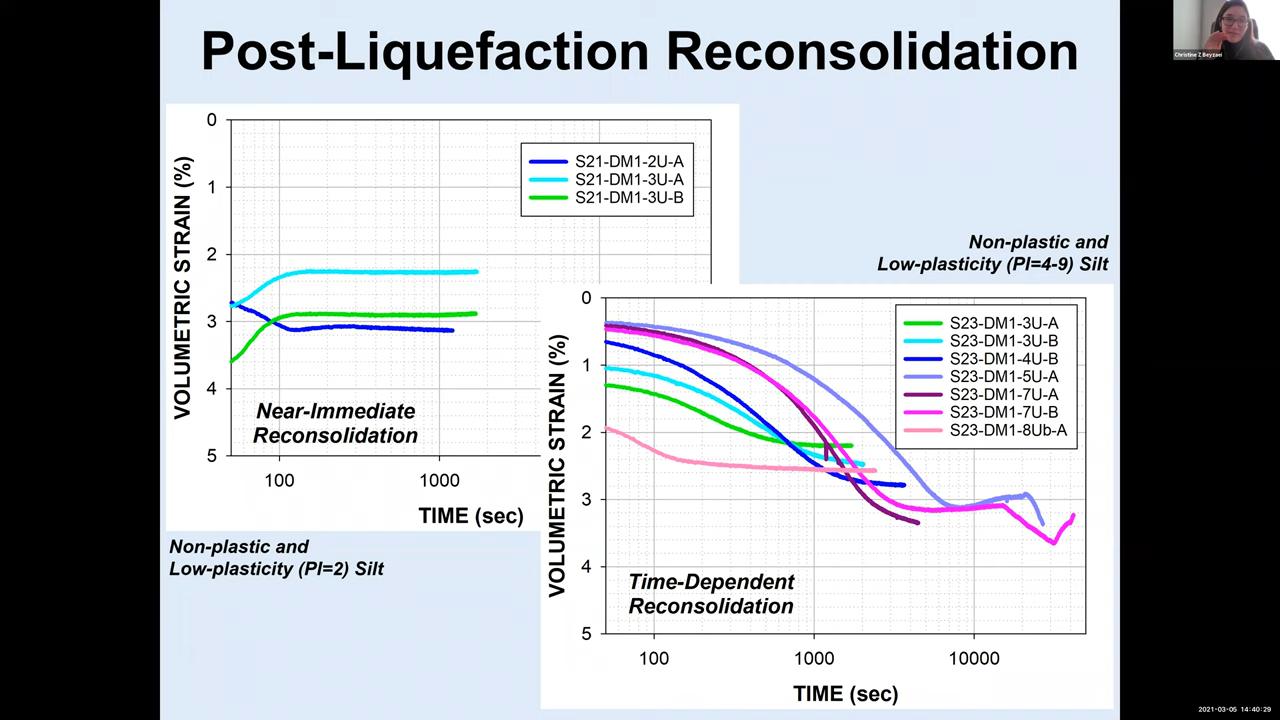 Post-Liquefaction Reconsolidation
Christine Z Beyzaei
0
1
2
3
4
5
VOLUMETRIC STRAIN (%)
S21-DM1-2U-A
S21-DM1-3U-A
S21-DM1-3U-B
Near-Immediate
Reconsolidation
100
1000
TIME (sec)
Non-plastic and
Low-plasticity (PI=2) Silt
Non-plastic and
Low-plasticity (PI=4-9) Silt
0
1
2
3
4
5
VOLUMETRIC STRAIN (%)
S23-DM1-3U-A
S23-DM1-3U-B
S23-DM1-4U-B
S23-DM1-5U-A
S23-DM1-7U-A
S23-DM1-7U-B
S23-DM1-8Ub-A
Time-Dependent
Reconsolidation
100
1000
10000
TIME (sec)
2021-03-05 14:40:29